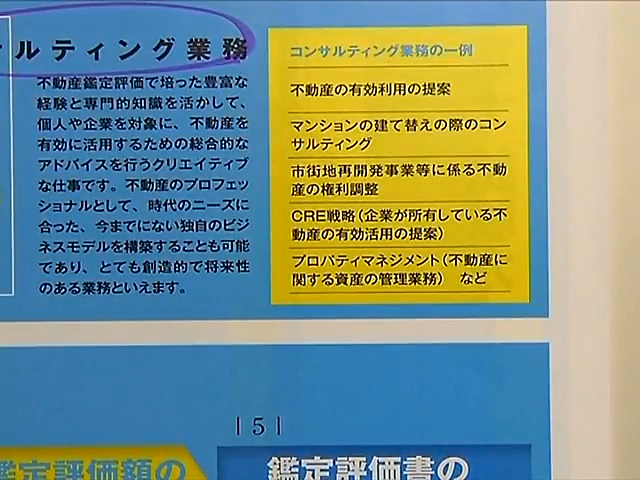 ルティング業務
不動産鑑定評価で培った豊富な
経験と専門的知識を活かして、
個人や企業を対象に、不動産を
有効に活用するための総合的な
アドバイスを行うクリエイティブ
な仕事です。不動産のプロフェッ
ショナルとして、時代のニーズに
合った、今までにない独自のビジ
ネスモデルを構築することも可能
であり、とても創造的で将来性
のある業務といえます。
コンサルティング業務の一例
不動産の有効利用の提案
マンションの建て替えの際のコン
サルティング
市街地再開発事業等に係る不動
産の権利調整
CRE戦略（企業が所有している不
動産の有効活用の提案）
プロパティマネジメント（不動産に
関する資産の管理業務）　など
| 5 |
鑑定評価額の
鑑定評価書の